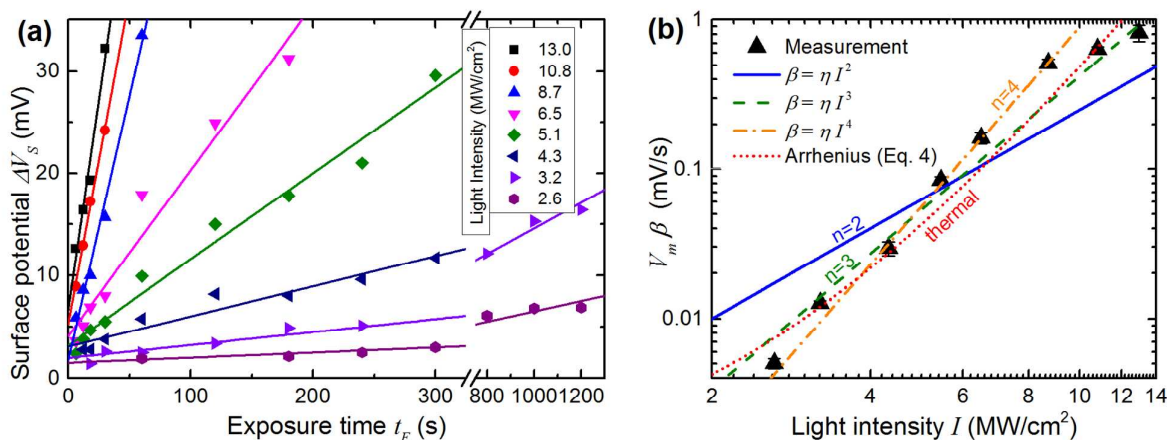 (a)
Surface potential ΔV_S (mV)
30
20
10
0
0 100 200 300 800 1000 1200
Exposure time t_E (s)
Light Intensity (MW/cm²)
13.0
10.8
8.7
6.5
5.1
4.3
3.2
2.6
(b)
V_m β (mV/s)
1
0.1
0.01
Measurement
β = η I²
β = η I³
β = η I⁴
Arrhenius (Eq. 4)
n=4
n=2
n=3
thermal
2 4 6 8 10 12 14
Light intensity I (MW/cm²)